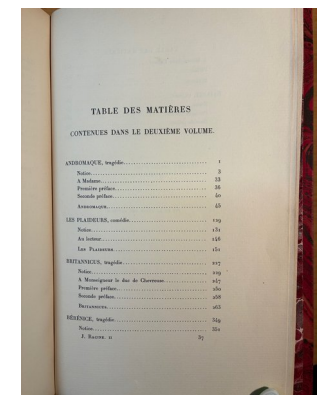 TABLE DES MATIÈRES
CONTENUES DANS LE DEUXIÈME VOLUME.
ANDROMAQUE, tragédie 1
Notice 3
A Madame 33
Première préface 36
Seconde préface 40
ANDROMAQUE 45
LES PLAIDEURS, comédie 129
Notice 131
Au lecteur 146
LES PLAIDEURS 151
BRITANNICUS, tragédie 227
Notice 229
A Monseigneur le duc de Chevreuse 247
Première préface 250
Seconde préface 258
BRITANNICUS 263
BÉRÉNICE, tragédie 349
Notice 351
J. RACINE. II 37